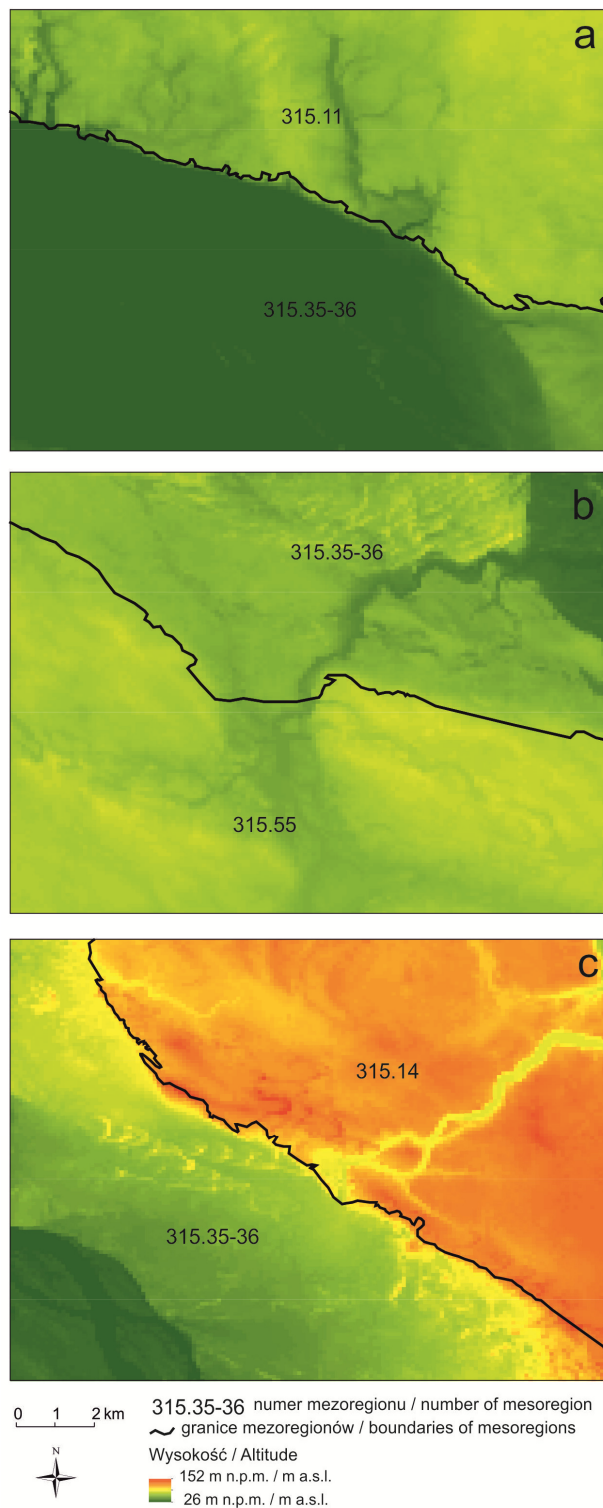 a
315.11
315.35-36
b
315.35-36
315.55
c
315.14
315.35-36
315.35-36 numer mezoregionu / number of mesoregion
0 1 2 km
granice mezoregionów / boundaries of mesoregions
N
Wysokość / Altitude
152 m n.p.m. / m a.s.l.
26 m n.p.m. / m a.s.l.